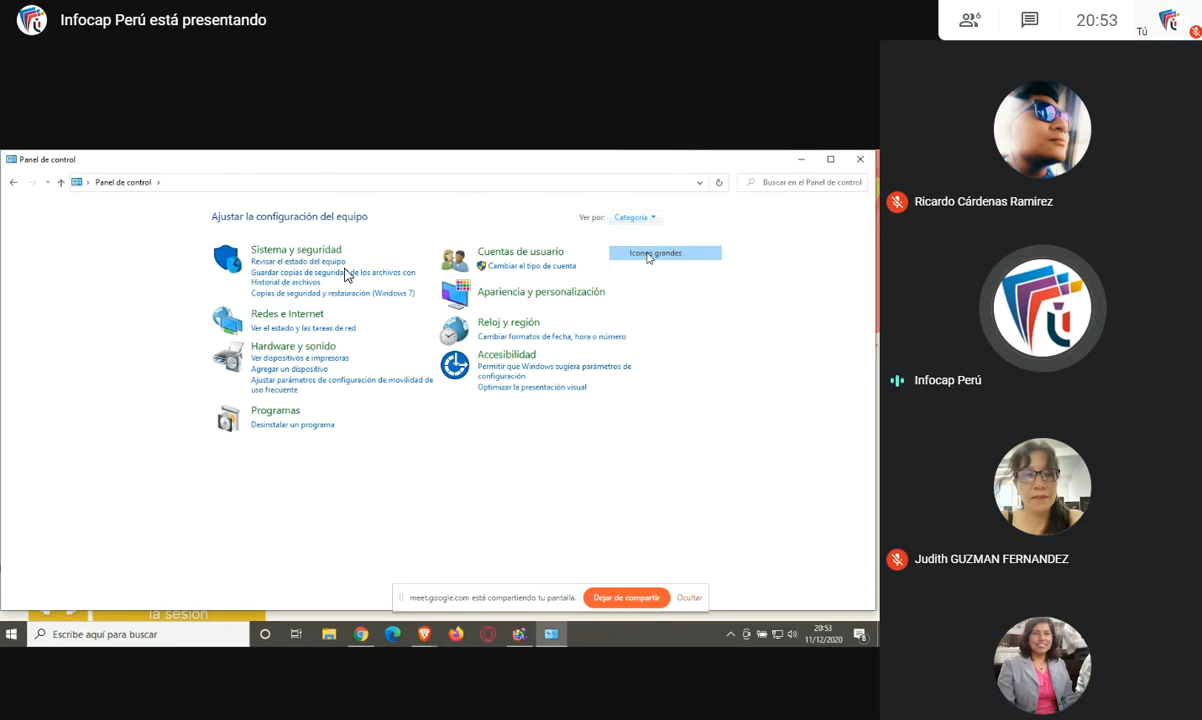 Infocap Perú está presentando
6
20:53
Tú
Panel de control
Panel de control
Buscar en el Panel de control
Ajustar la configuración del equipo
Ver por:
Categoría
Iconos grandes
Sistema y seguridad
Revisar el estado del equipo
Guardar copias de seguridad de los archivos con
Historial de archivos
Copias de seguridad y restauración (Windows 7)
Redes e Internet
Ver el estado y las tareas de red
Hardware y sonido
Ver dispositivos e impresoras
Agregar un dispositivo
Ajustar parámetros de configuración de movilidad de
uso frecuente
Programas
Desinstalar un programa
Cuentas de usuario
Cambiar el tipo de cuenta
Apariencia y personalización
Reloj y región
Cambiar formatos de fecha, hora o número
Accesibilidad
Permitir que Windows sugiera parámetros de
configuración
Optimizar la presentación visual
meet.google.com está compartiendo tu pantalla.
Dejar de compartir
Ocultar
la sesión
Escribe aquí para buscar
20:53
11/12/2020
8
Ricardo Cárdenas Ramirez
Infocap Perú
Judith GUZMAN FERNANDEZ